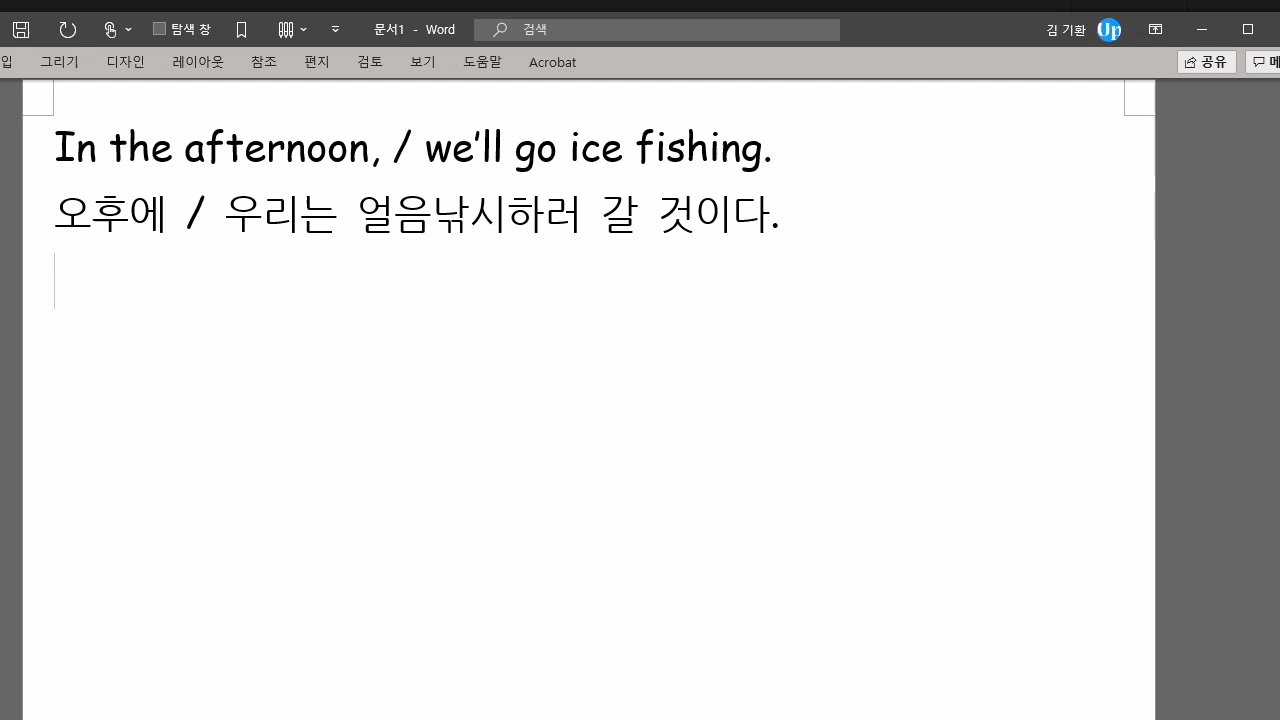 탐색 창
문서1 - Word
검색
김 기환
Up
입 그리기 디자인 레이아웃 참조 편지 검토 보기 도움말 Acrobat
공유
메
In the afternoon, / we’ll go ice fishing.
오후에 / 우리는 얼음낚시하러 갈 것이다.